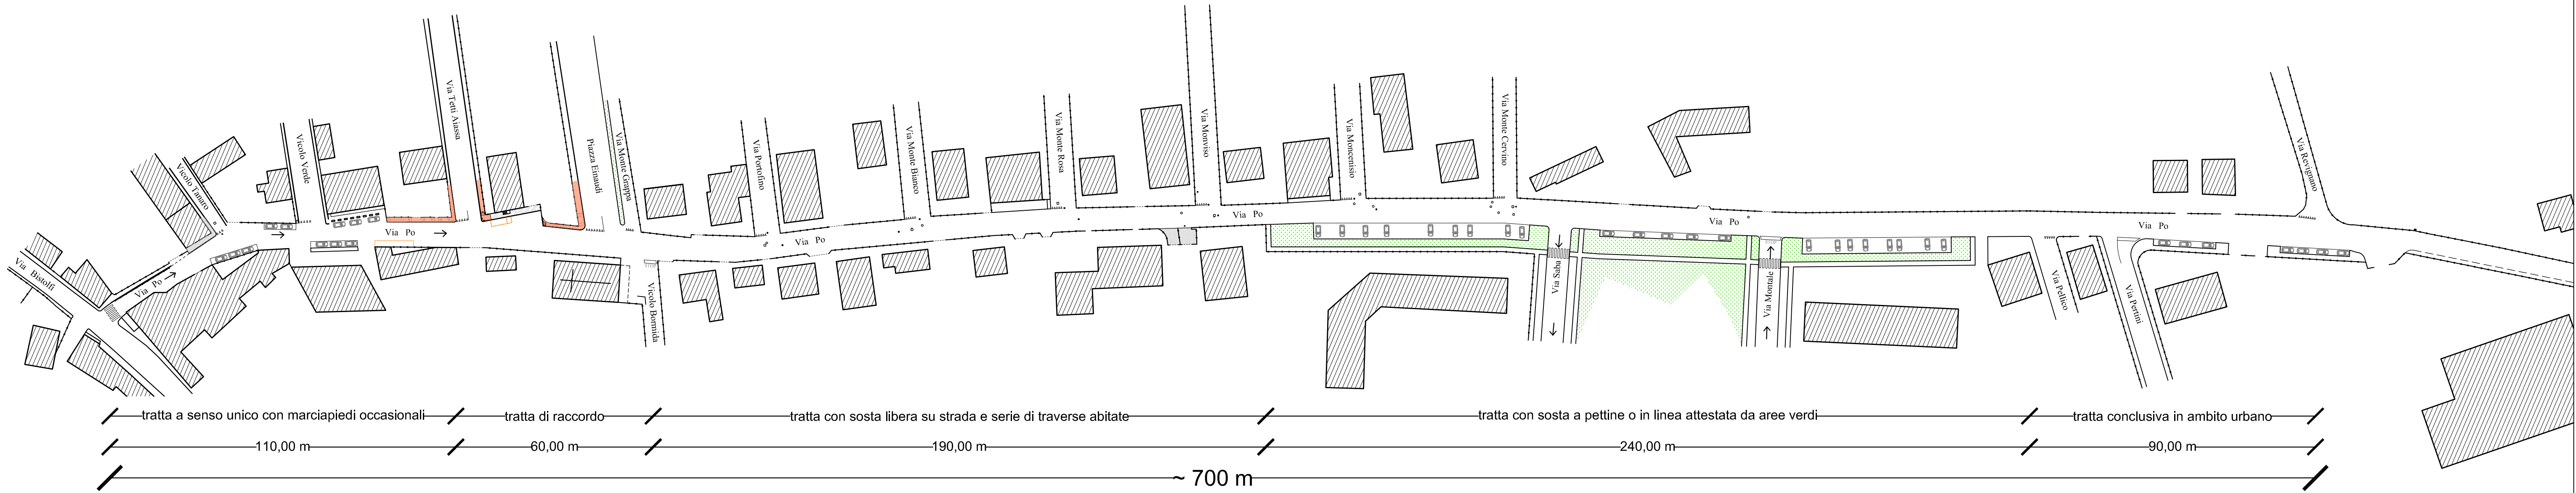 Via Bistolfi
Via Po
Vicolo Tanaro
Vicolo Verde
Via Po
Via Tetti Aiassa
Piazza Einaudi
Via Monte Grappa
Vicolo Bormida
Via Portofino
Via Po
Via Monte Bianco
Via Monte Rosa
Via Monviso
Via Po
Via Moncenisio
Via Monte Cervino
Via Saba
Via Po
Via Montale
Via Pellico
Via Pertini
Via Po
Via Revignano
tratta a senso unico con marciapiedi occasionali
tratta di raccordo
tratta con sosta libera su strada e serie di traverse abitate
tratta con sosta a pettine o in linea attestata da aree verdi
tratta conclusiva in ambito urbano
110,00 m
60,00 m
190,00 m
240,00 m
90,00 m
~ 700 m